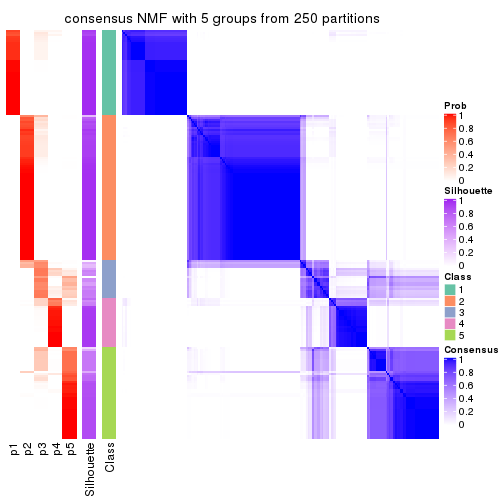 consensus NMF with 5 groups from 250 partitions
Prob
1
0.8
0.6
0.4
0.2
0
Silhouette
1
0.8
0.6
0.4
0.2
0
Class
1
2
3
4
5
Consensus
1
0.8
0.6
0.4
0.2
0
p1
p2
p3
p4
p5
Silhouette
Class